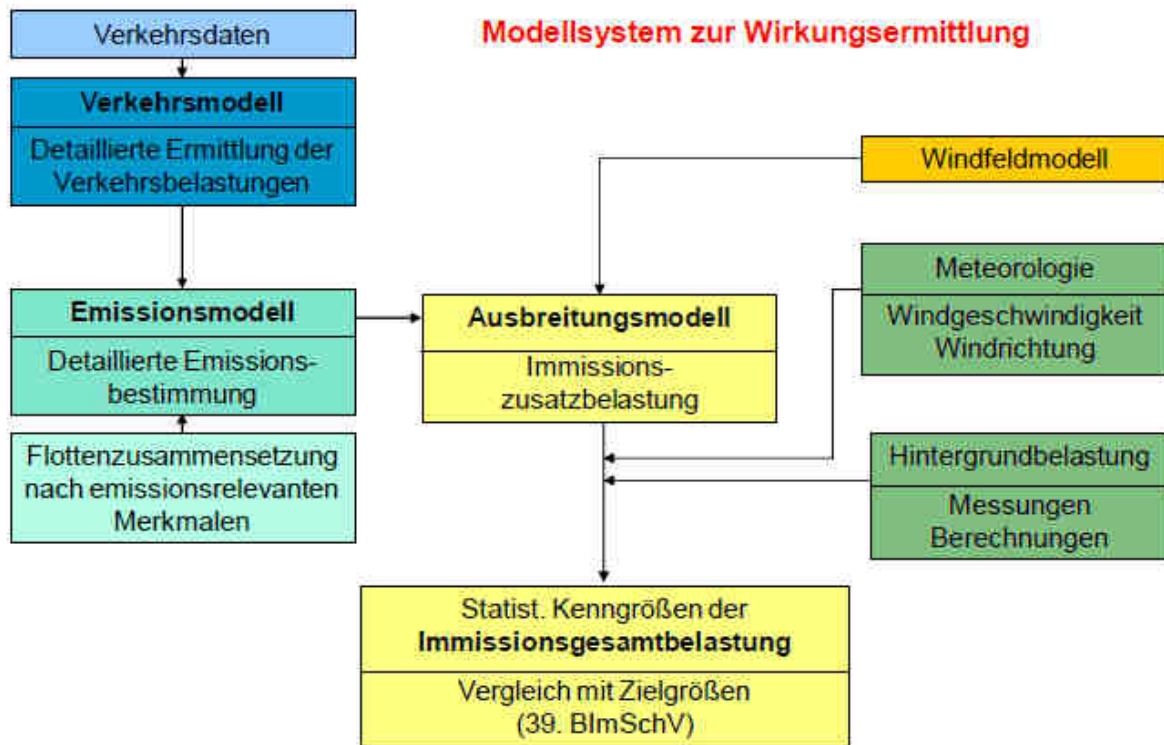 Modellsystem zur Wirkungsermittlung
Verkehrsdaten
Verkehrsmodell
Detaillierte Ermittlung der
Verkehrsbelastungen
Windfeldmodell
Meteorologie
Windgeschwindigkeit
Windrichtung
Emissionsmodell
Detaillierte Emissions-
bestimmung
Ausbreitungsmodell
Immissions-
zusatzbelastung
Flottenzusammensetzung
nach emissionsrelevanten
Merkmalen
Hintergrundbelastung
Messungen
Berechnungen
Statist. Kenngrößen der
Immissionsgesamtbelastung
Vergleich mit Zielgrößen
(39. BImSchV)